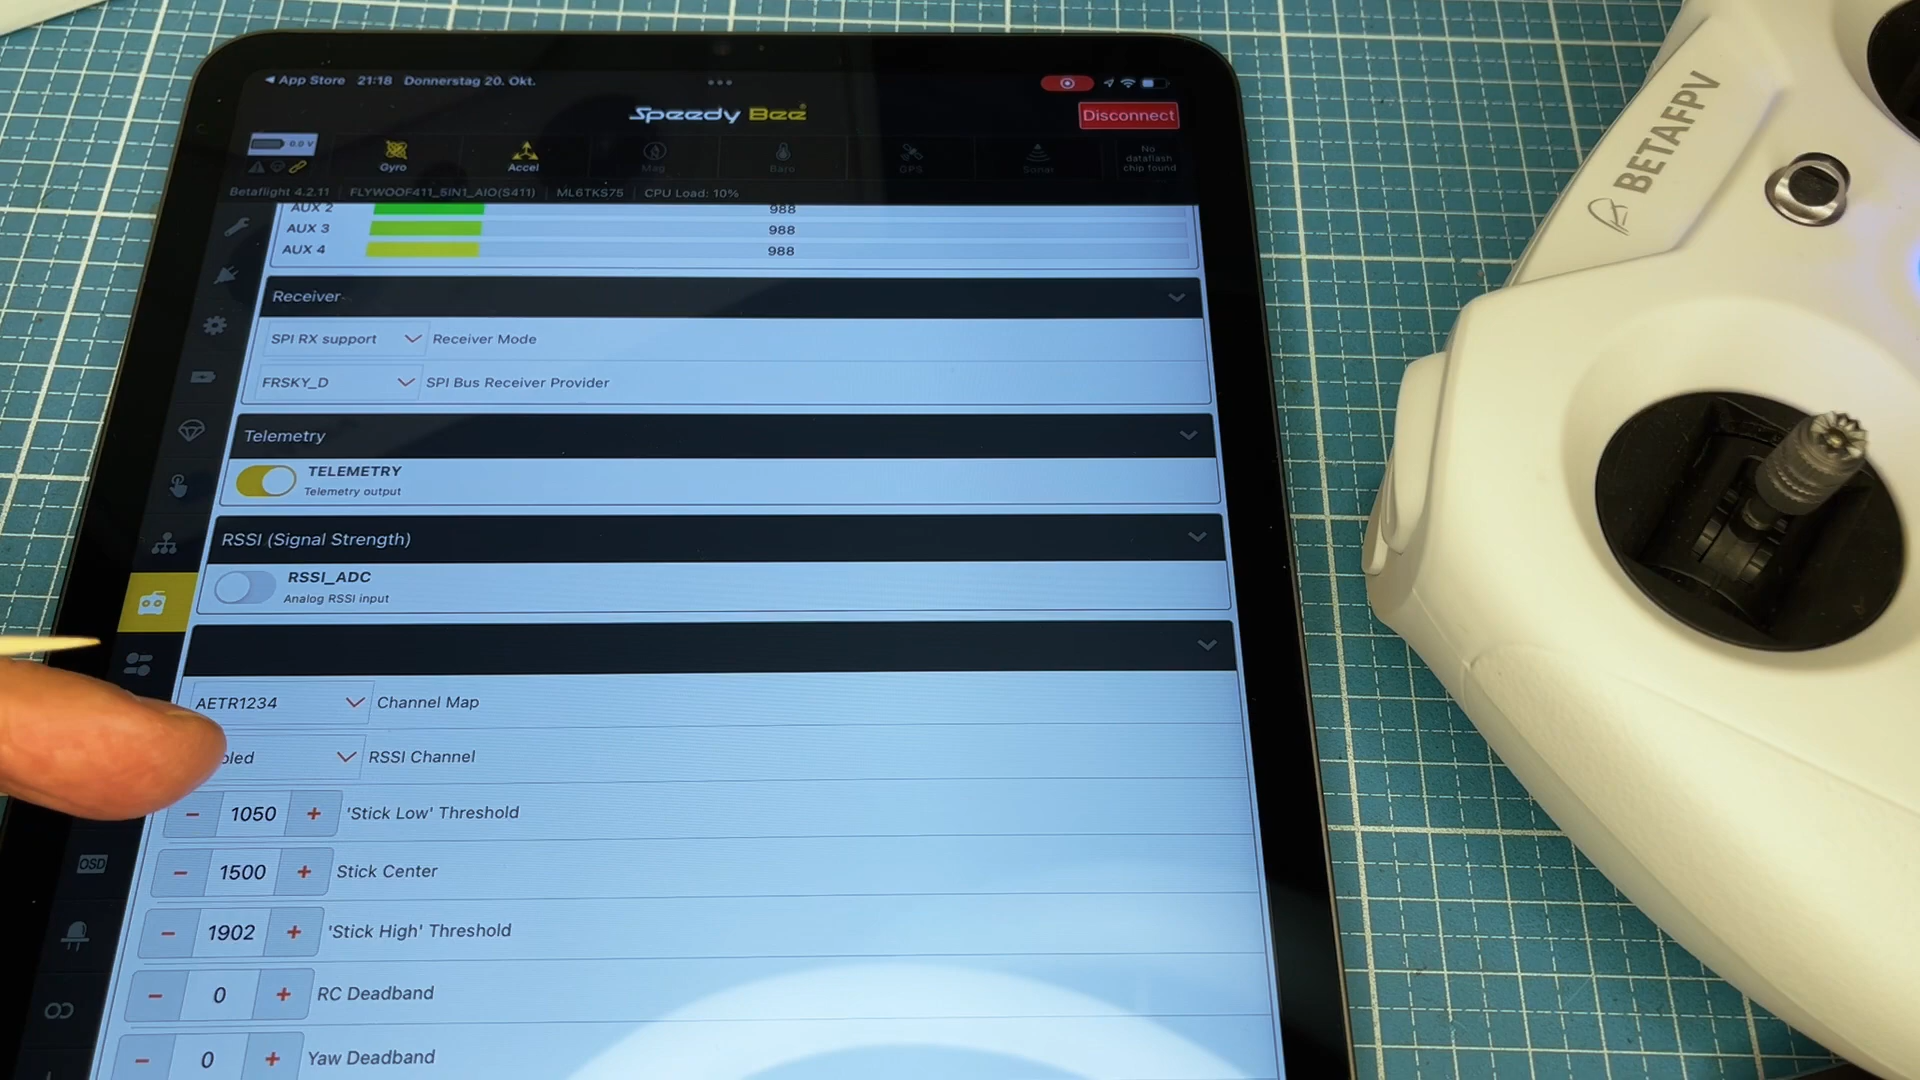 ◀ App Store 21:18 Donnerstag 20. Okt.
Speedy Bee
Disconnect
0.0 V
Gyro
Accel
Mag
Baro
GPS
Sonar
No dataflash chip found
Betaflight 4.2.11 | FLYWOOF411_5IN1_AIO(S411) | ML6TKS75 | CPU Load: 10%
AUX 2 988
AUX 3 988
AUX 4 988
Receiver
SPI RX support Receiver Mode
FRSKY_D SPI Bus Receiver Provider
Telemetry
TELEMETRY
Telemetry output
RSSI (Signal Strength)
RSSI_ADC
Analog RSSI input
AETR1234 Channel Map
bled RSSI Channel
− 1050 + 'Stick Low' Threshold
− 1500 + Stick Center
− 1902 + 'Stick High' Threshold
− 0 + RC Deadband
− 0 + Yaw Deadband
OSD
BETAFPV